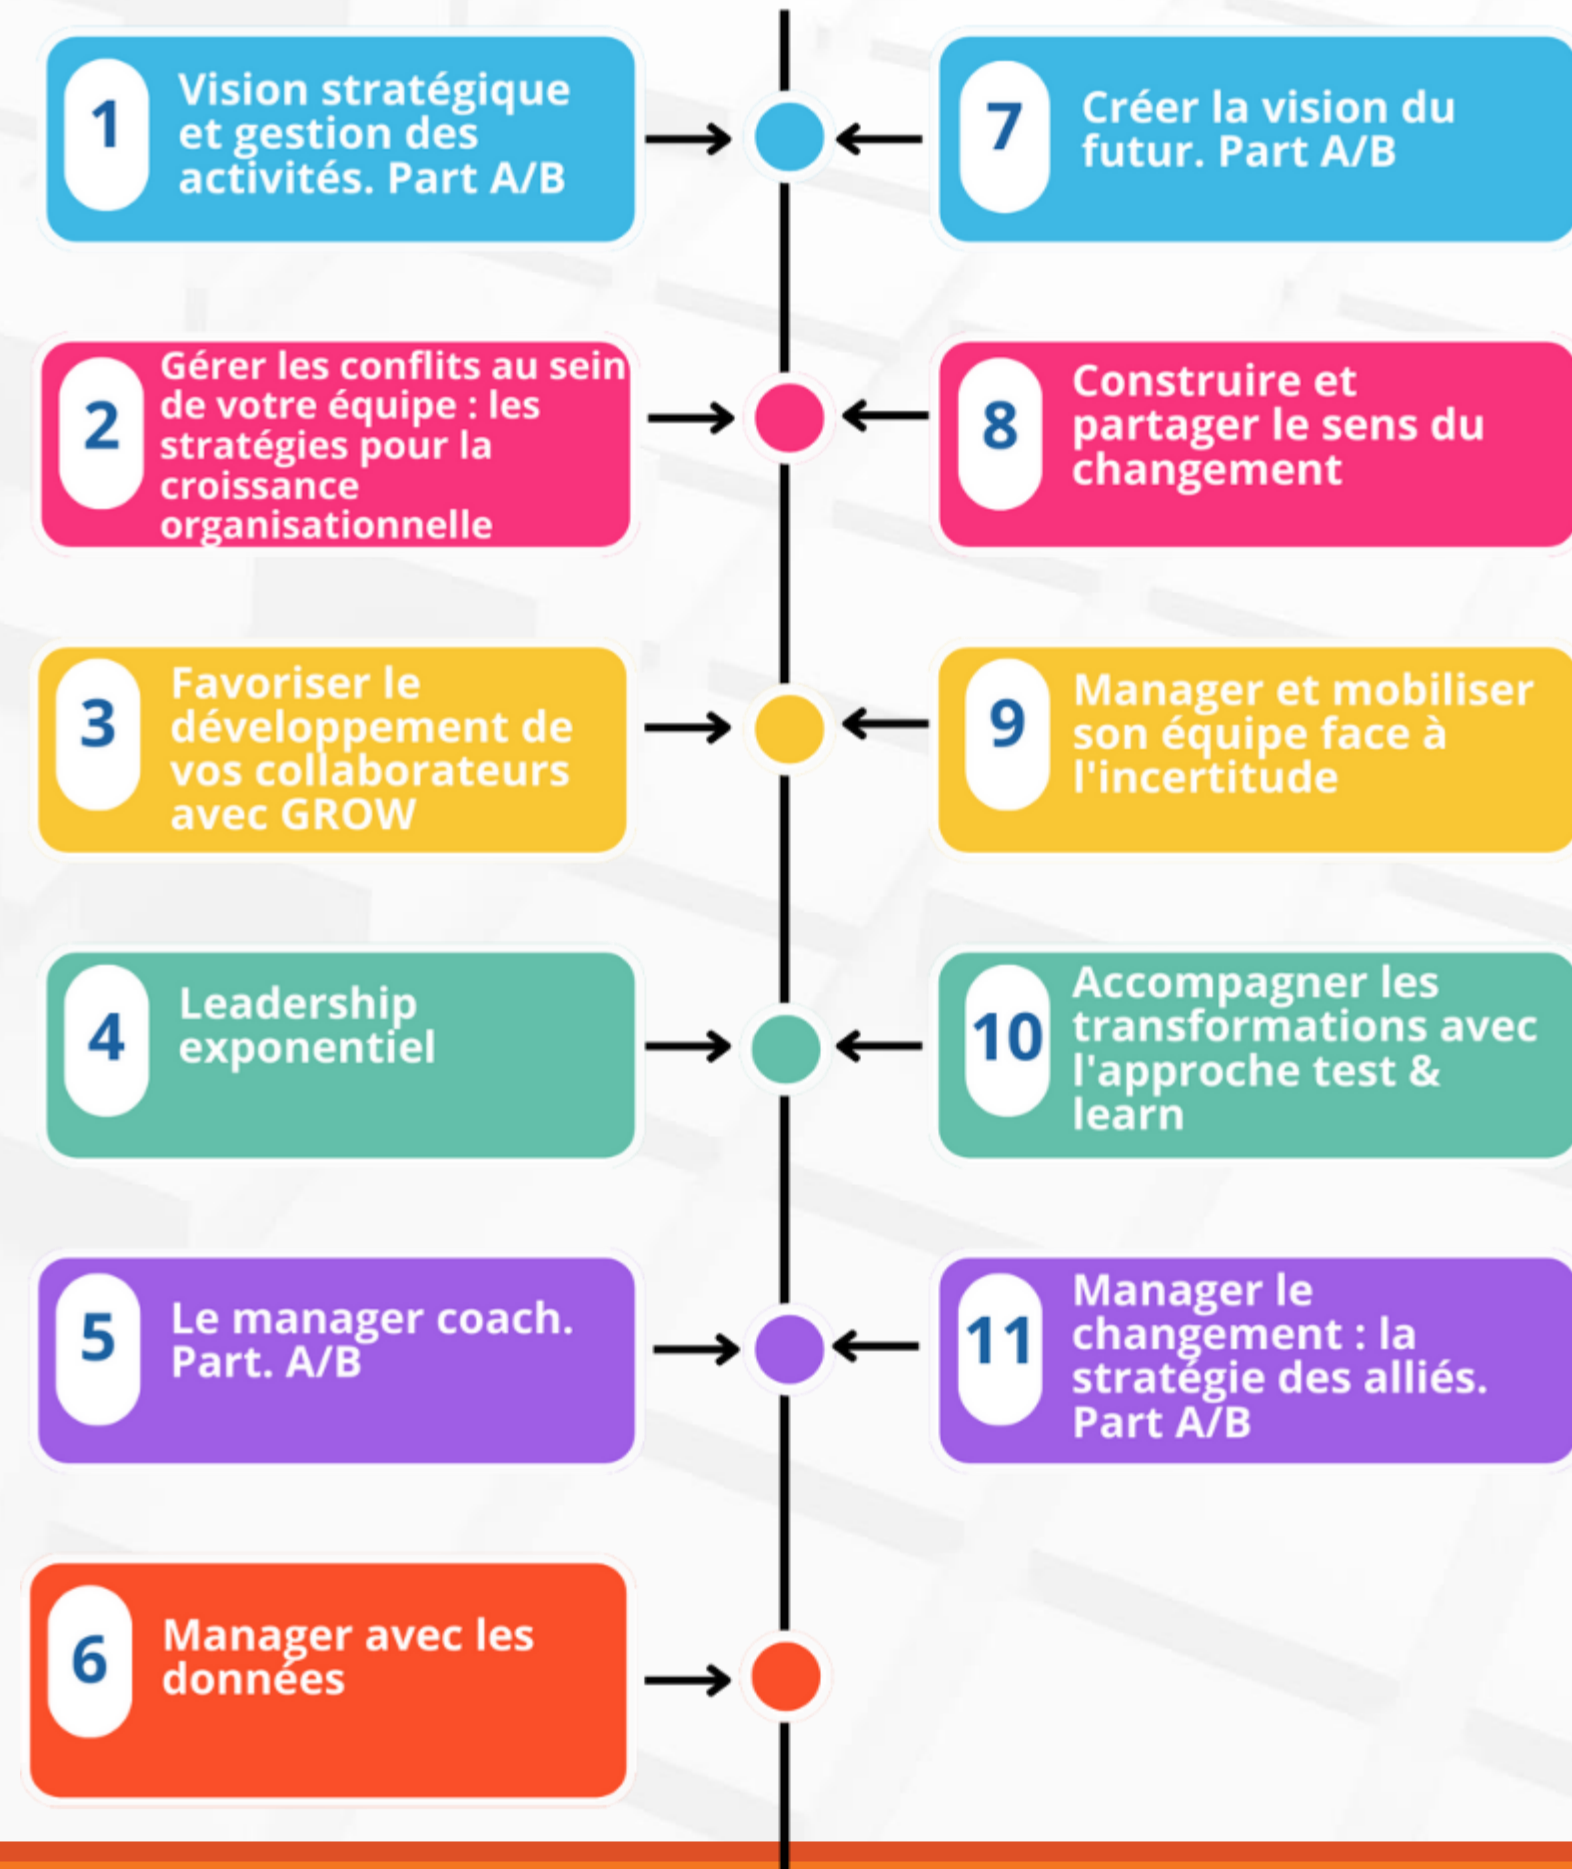 1
Vision stratégique
et gestion des
activités. Part A/B
2
Gérer les conflits au sein
de votre équipe : les
stratégies pour la
croissance
organisationnelle
3
Favoriser le
développement de
vos collaborateurs
avec GROW
4
Leadership
exponentiel
5
Le manager coach.
Part. A/B
6
Manager avec les
données
7
Créer la vision du
futur. Part A/B
8
Construire et
partager le sens du
changement
9
Manager et mobiliser
son équipe face à
l'incertitude
10
Accompagner les
transformations avec
l'approche test &
learn
11
Manager le
changement : la
stratégie des alliés.
Part A/B